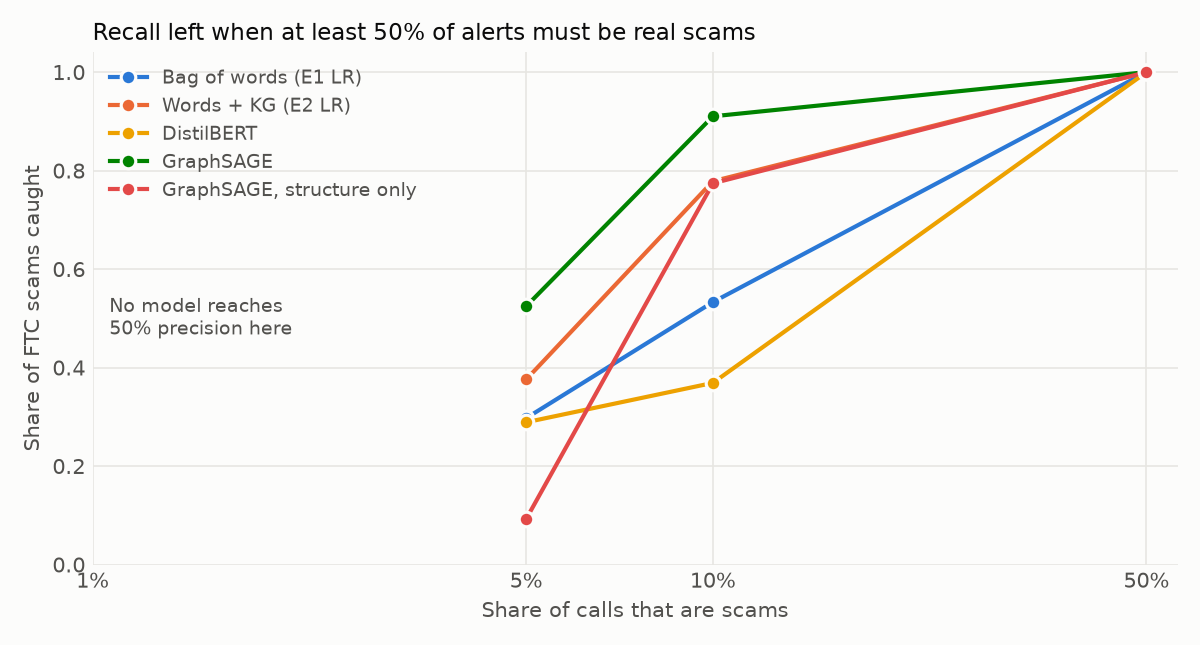 Recall left when at least 50% of alerts must be real scams
1.0
0.8
0.6
0.4
0.2
0.0
Share of FTC scams caught
Bag of words (E1 LR)
Words + KG (E2 LR)
DistilBERT
GraphSAGE
GraphSAGE, structure only
No model reaches
50% precision here
1%
5%
10%
50%
Share of calls that are scams